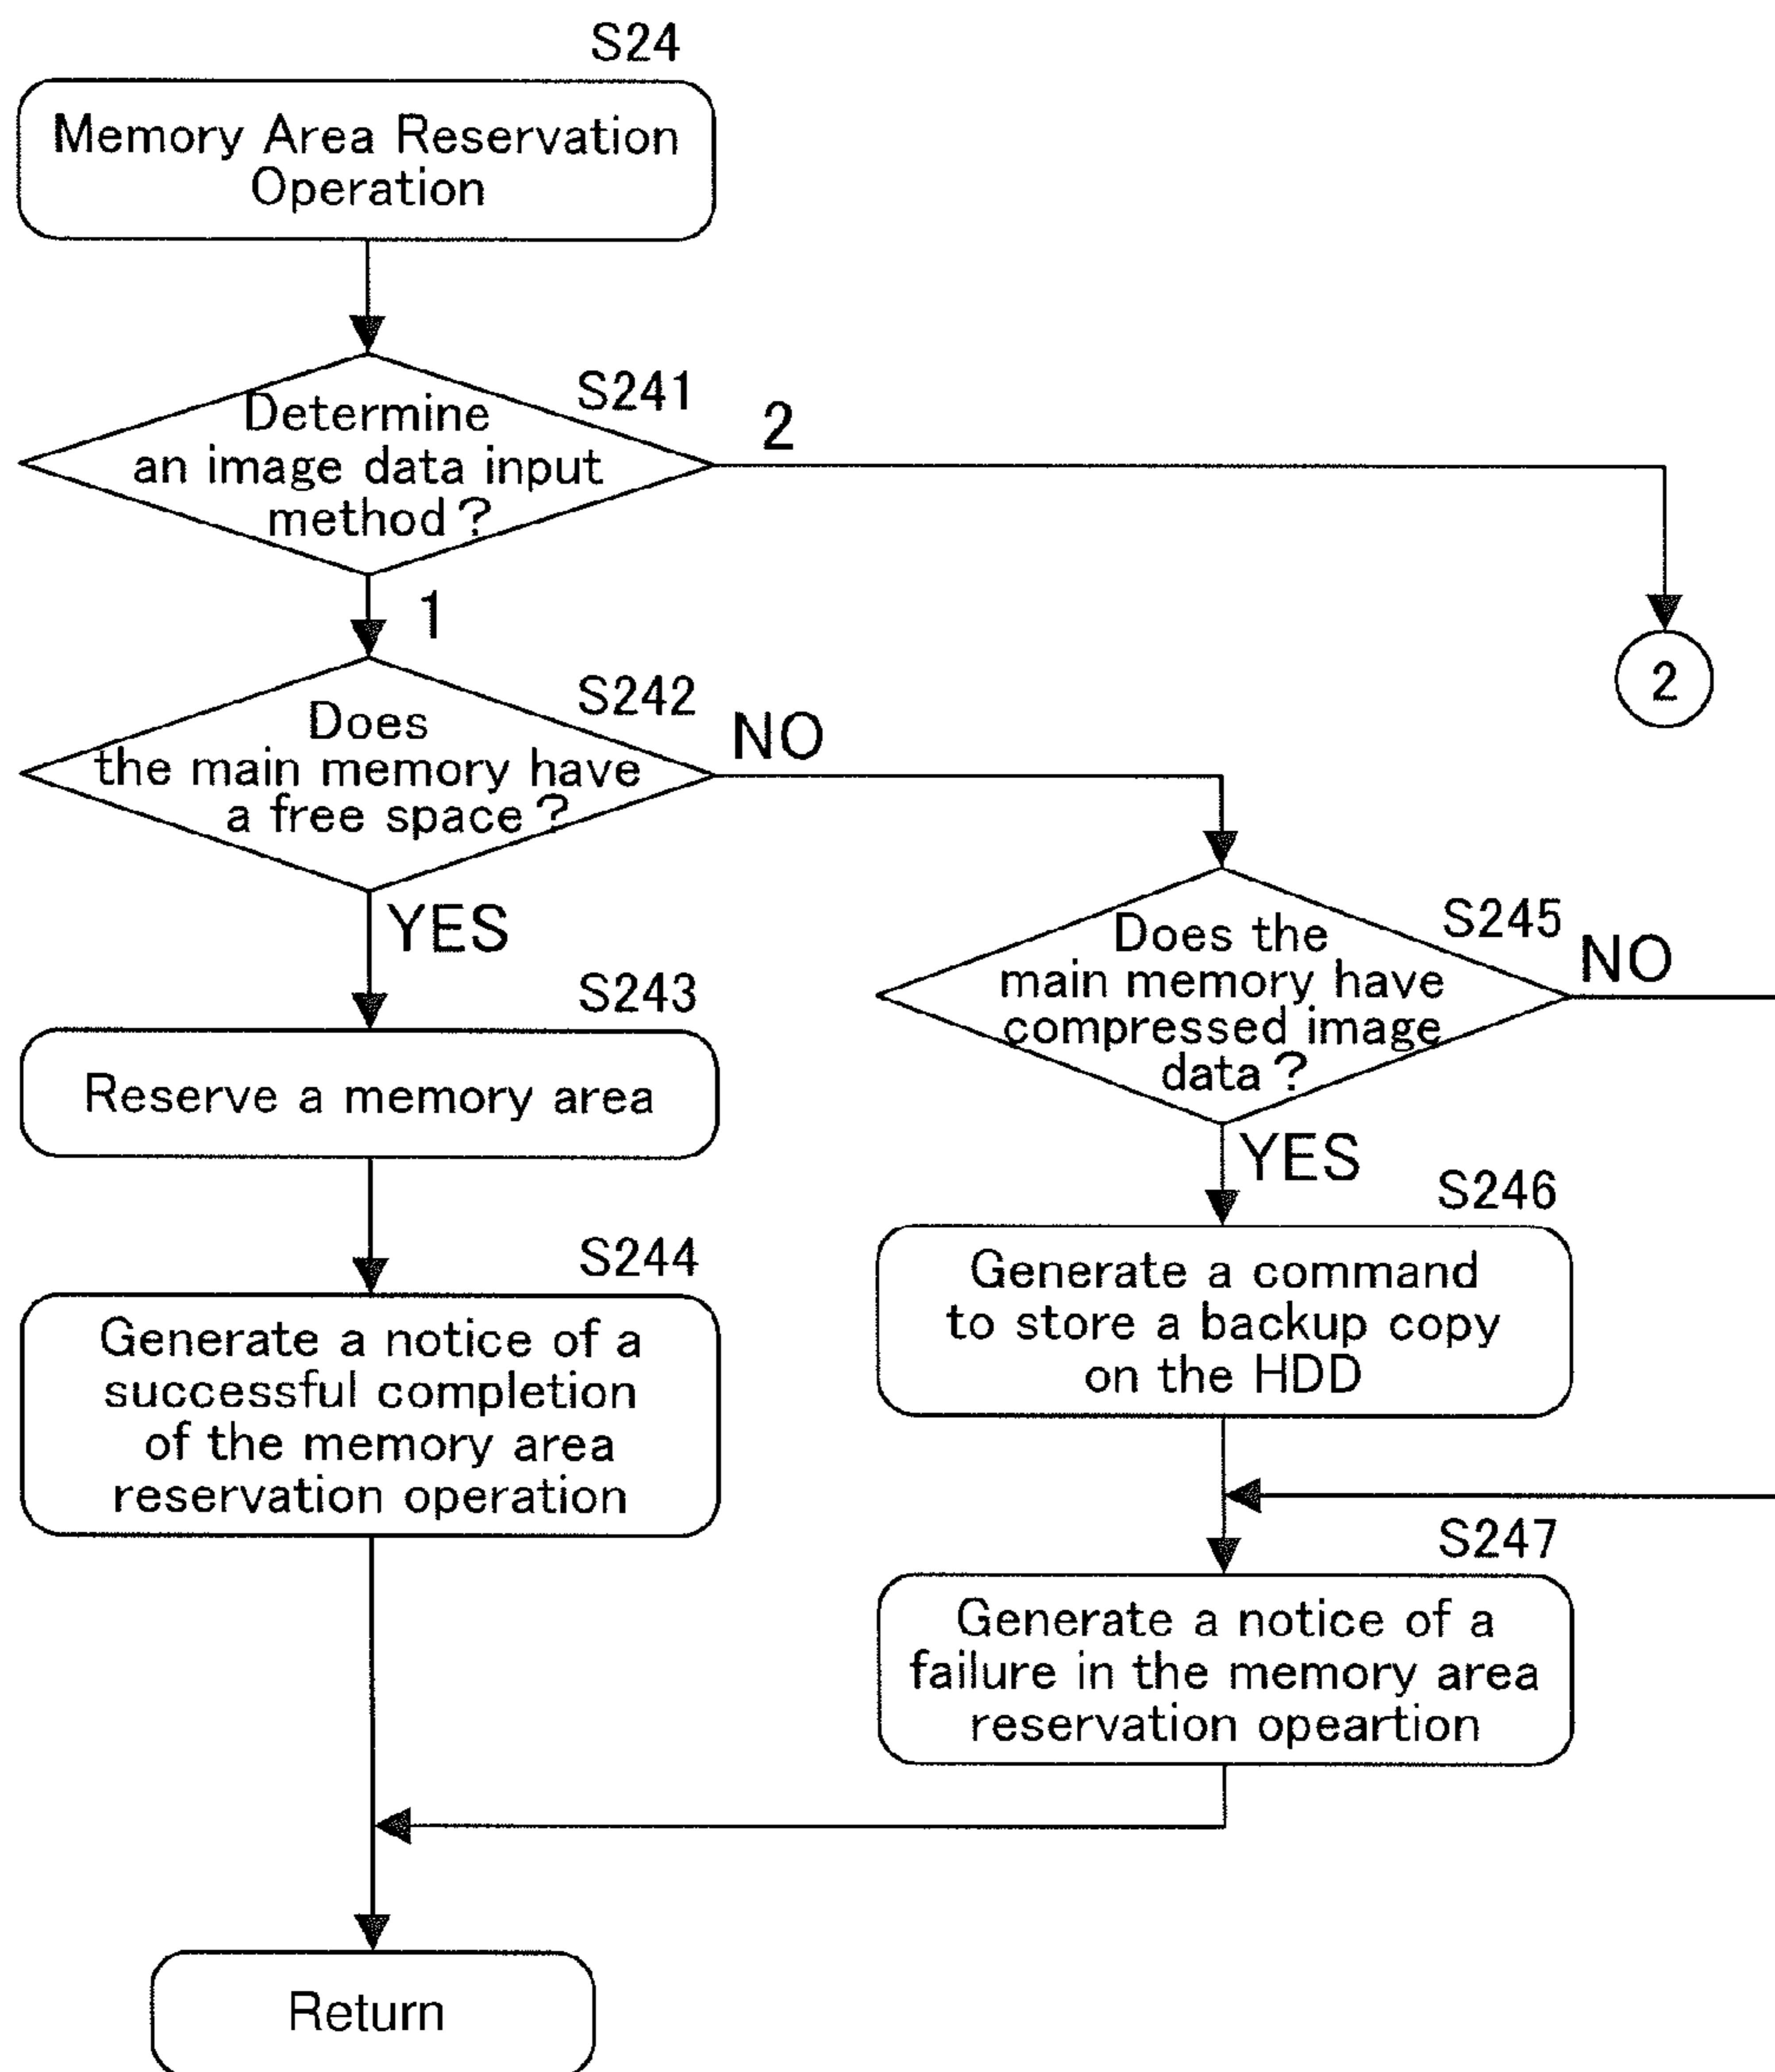 S24
Memory Area Reservation
Operation
S241
Determine
an image data input
method?
2
1
2
S242
Does
the main memory have
a free space?
NO
YES
S245
Does the
main memory have
compressed image
data?
NO
YES
S243
Reserve a memory area
S246
Generate a command
to store a backup copy
on the HDD
S244
Generate a notice of a
successful completion
of the memory area
reservation operation
S247
Generate a notice of a
failure in the memory area
reservation opeartion
Return